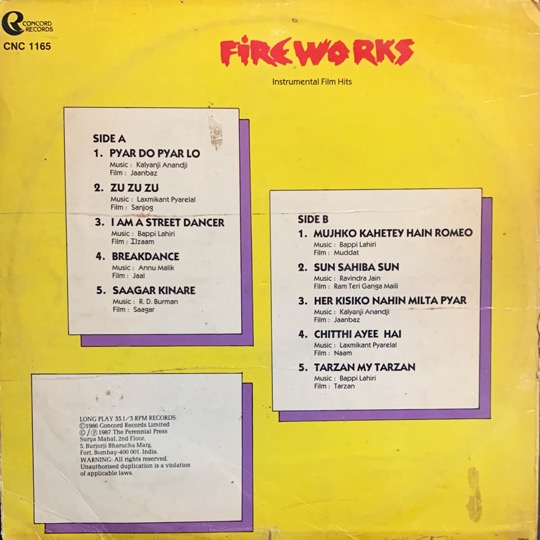 CONCORD
RECORDS
CNC 1165
FIREWORKS
Instrumental Film Hits
SIDE A
1. PYAR DO PYAR LO
Music : Kalyanji Anandji
Film : Jaanbaz
2. ZU ZU ZU
Music : Laxmikant Pyarelal
Film : Sanjog
3. I AM A STREET DANCER
Music : Bappi Lahiri
Film : Ilzaam
4. BREAKDANCE
Music : Annu Malik
Film : Jaal
5. SAAGAR KINARE
Music : R. D. Burman
Film : Saagar
SIDE B
1. MUJHKO KAHETEY HAIN ROMEO
Music : Bappi Lahiri
Film : Muddat
2. SUN SAHIBA SUN
Music : Ravindra Jain
Film : Ram Teri Ganga Maili
3. HER KISIKO NAHIN MILTA PYAR
Music : Kalyanji Anandji
Film : Jaanbaz
4. CHITTHI AYEE HAI
Music : Laxmikant Pyarelal
Film : Naam
5. TARZAN MY TARZAN
Music : Bappi Lahiri
Film : Tarzan
LONG PLAY 33.1/3 RPM RECORDS.
©1986 Concord Records Limited
©/℗ 1987 The Perennial Press
Surya Mahal, 2nd Floor,
5, Burjorji Bharucha Marg,
Fort, Bombay-400 001. India.
WARNING: All rights reserved.
Unauthorised duplication is a violation
of applicable laws.